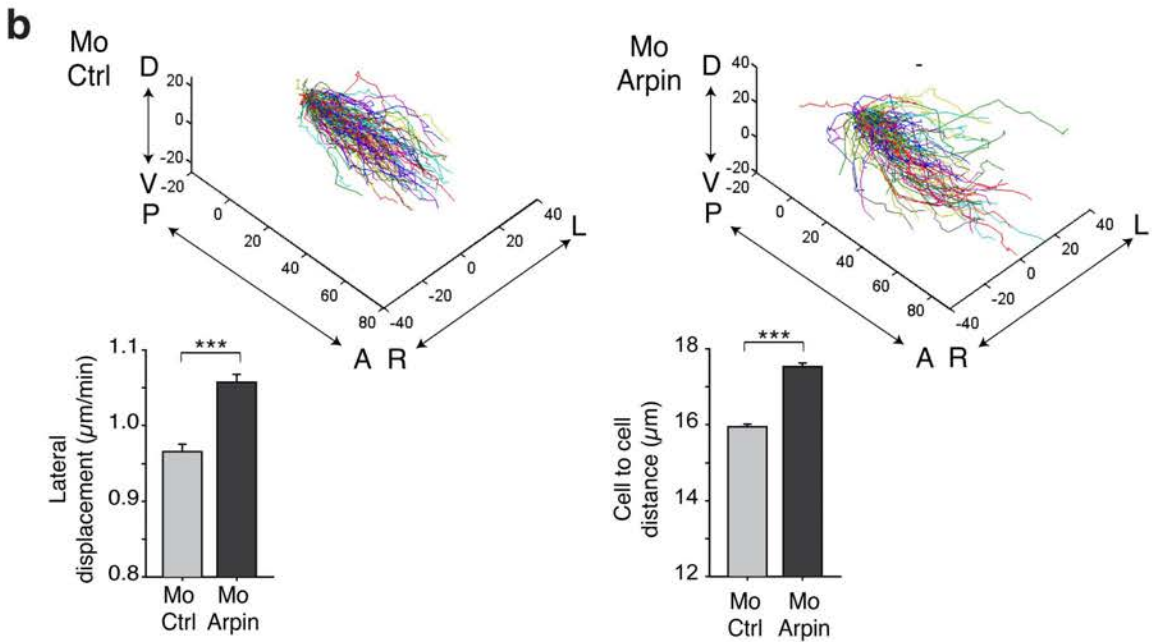 b
Mo
Ctrl
D
20
0
-20
V
-20
P
0
20
40
60
80
-40
-20
0
20
40
L
A R
Mo
Arpin
D
40
20
0
-20
V
-20
P
0
20
40
60
80
-40
-20
0
20
40
L
A R
-
Lateral
displacement (µm/min)
1.1
1.0
0.9
0.8
***
Mo
Ctrl
Mo
Arpin
Cell to cell
distance (µm)
18
16
14
12
***
Mo
Ctrl
Mo
Arpin